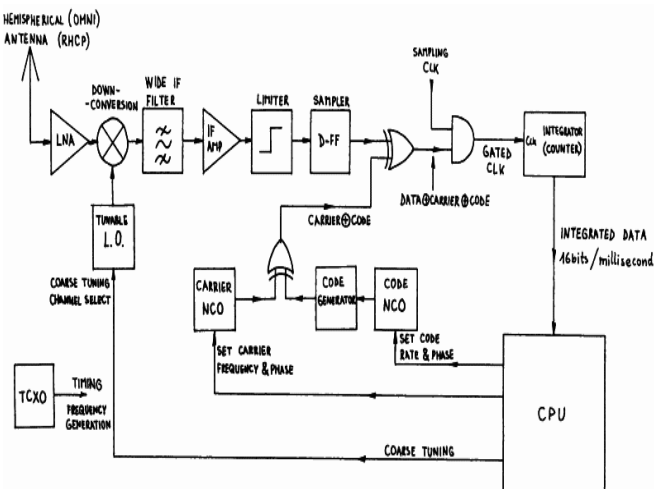 HEMISPHERICAL (OMNI)
ANTENNA (RHCP)
DOWN-
-CONVERSION
WIDE IF
FILTER
LIMITER
SAMPLER
SAMPLING
CLK
LNA
IF
AMP
D-FF
GATED
CLK
CLK
INTEGRATOR
(COUNTER)
DATA⊕CARRIER⊕CODE
CARRIER⊕CODE
TUNABLE
L.O.
INTEGRATED DATA
16bits/millisecond
COARSE TUNING
CHANNEL SELECT
CARRIER
NCO
CODE
GENERATOR
CODE
NCO
SET CARRIER
FREQUENCY & PHASE
SET CODE
RATE & PHASE
TCXO
TIMING
FREQUENCY
GENERATION
CPU
COARSE TUNING